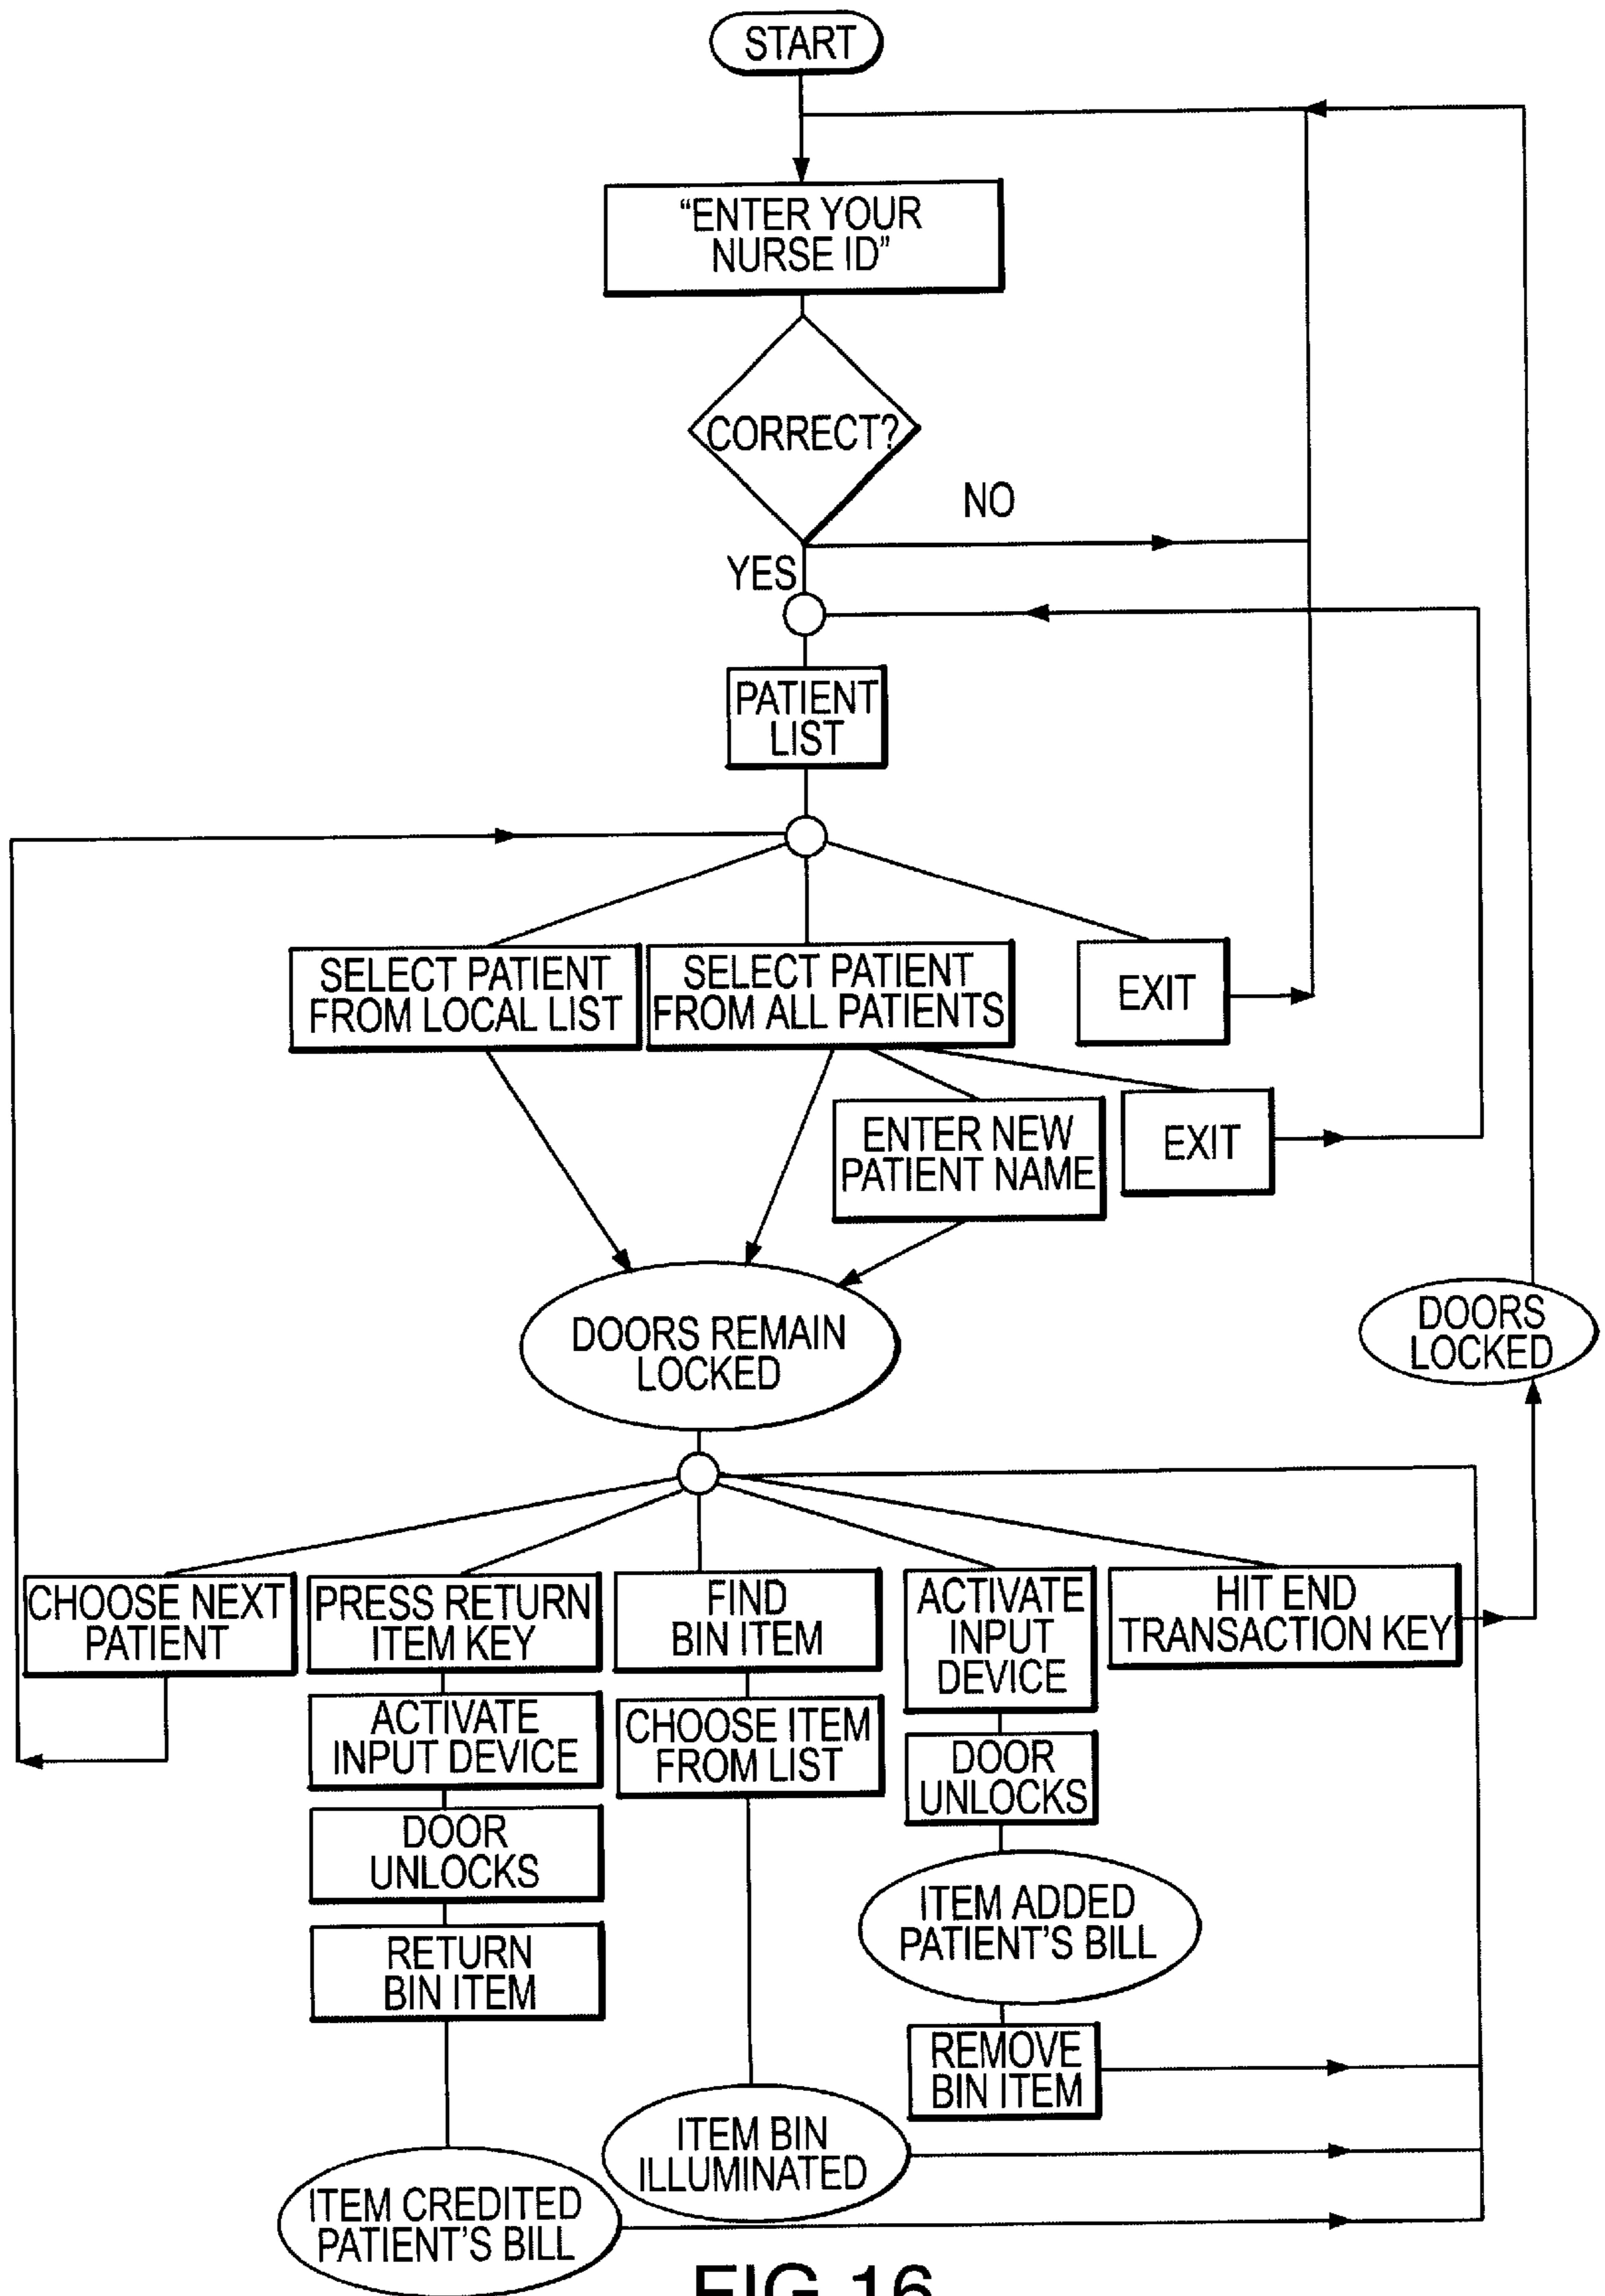 START
“ENTER YOUR
NURSE ID”
CORRECT?
NO
YES
PATIENT
LIST
SELECT PATIENT
FROM LOCAL LIST
SELECT PATIENT
FROM ALL PATIENTS
EXIT
ENTER NEW
PATIENT NAME
EXIT
DOORS REMAIN
LOCKED
DOORS
LOCKED
CHOOSE NEXT
PATIENT
PRESS RETURN
ITEM KEY
FIND
BIN ITEM
ACTIVATE
INPUT
DEVICE
HIT END
TRANSACTION KEY
ACTIVATE
INPUT DEVICE
CHOOSE ITEM
FROM LIST
DOOR
UNLOCKS
DOOR
UNLOCKS
ITEM ADDED
PATIENT'S BILL
RETURN
BIN ITEM
REMOVE
BIN ITEM
ITEM BIN
ILLUMINATED
ITEM CREDITED
PATIENT'S BILL
FIG. 16